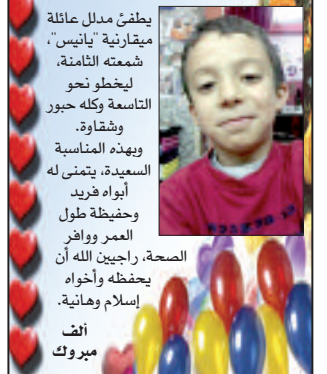 يطفئ مدلل عائلة
ميقارنية "يانيس"،
شمعته الثامنة،
ليخطو نحو
التاسعة وكله حبور
وشقاوة.
وبهذه المناسبة
السعيدة، يتمنى له
أبواه فريد
وحفيظة طول
العمر ووافر
الصحة، راجيين الله أن
يحفظه وأخواه
إسلام وهانية.
ألف
مبروك